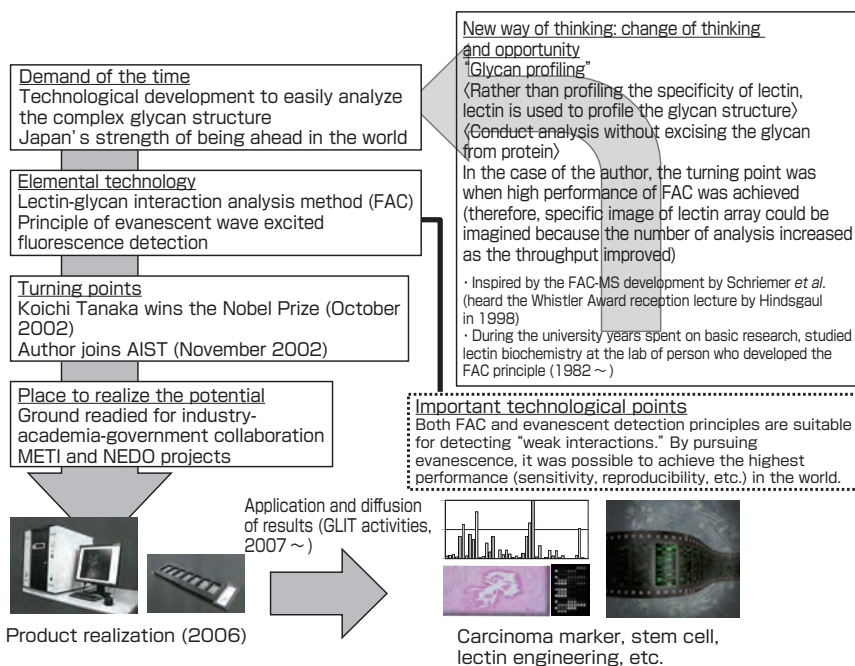 Demand of the time
Technological development to easily analyze
the complex glycan structure
Japan's strength of being ahead in the world
Elemental technology
Lectin-glycan interaction analysis method (FAC)
Principle of evanescent wave excited
fluorescence detection
Turning points
Koichi Tanaka wins the Nobel Prize (October
2002)
Author joins AIST (November 2002)
Place to realize the potential
Ground readied for industry-
academia-government collaboration
METI and NEDO projects
New way of thinking: change of thinking
and opportunity
"Glycan profiling"
〈Rather than profiling the specificity of lectin,
lectin is used to profile the glycan structure〉
〈Conduct analysis without excising the glycan
from protein〉
In the case of the author, the turning point was
when high performance of FAC was achieved
(therefore, specific image of lectin array could be
imagined because the number of analysis increased
as the throughput improved)
・Inspired by the FAC-MS development by Schriemer et al.
(heard the Whistler Award reception lecture by Hindsgaul
in 1998)
・During the university years spent on basic research, studied
lectin biochemistry at the lab of person who developed the
FAC principle (1982～)
Important technological points
Both FAC and evanescent detection principles are suitable
for detecting "weak interactions." By pursuing
evanescence, it was possible to achieve the highest
performance (sensitivity, reproducibility, etc.) in the world.
Application and diffusion
of results (GLIT activities,
2007～)
Product realization (2006)
Carcinoma marker, stem cell,
lectin engineering, etc.